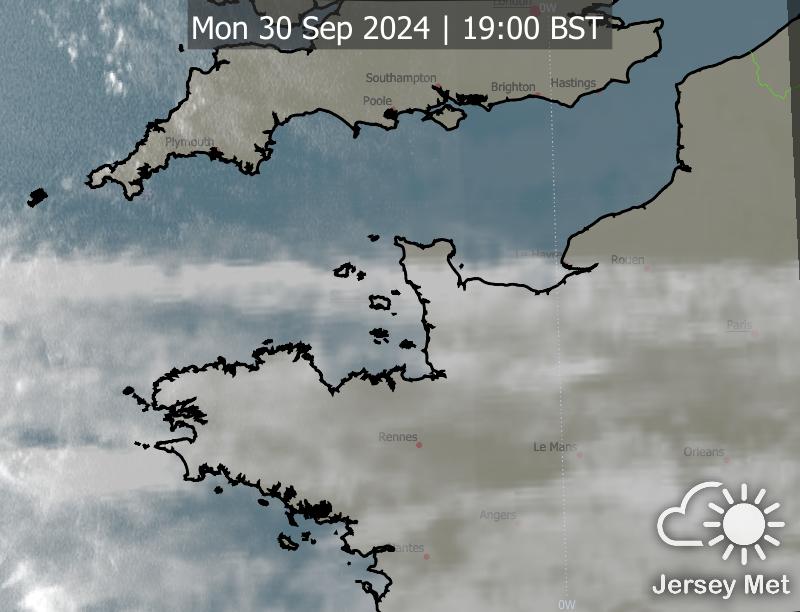 London
0W
Mon 30 Sep 2024 | 19:00 BST
Southampton
Brighton
Hastings
Poole
Plymouth
Le Havre
Rouen
Paris
Rennes
Le Mans
Orleans
Angers
Nantes
Jersey Met
0W